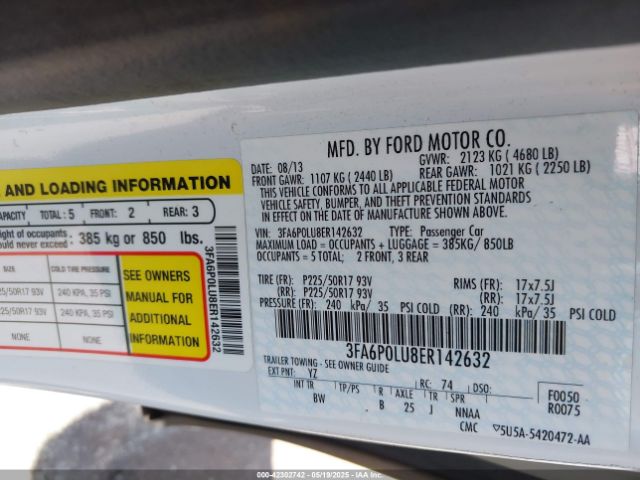 MFD. BY FORD MOTOR CO.
DATE: 08/13 GVWR: 2123 KG ( 4680 LB)
FRONT GAWR: 1107 KG ( 2440 LB) REAR GAWR: 1021 KG ( 2250 LB)
THIS VEHICLE CONFORMS TO ALL APPLICABLE FEDERAL MOTOR
VEHICLE SAFETY, BUMPER, AND THEFT PREVENTION STANDARDS
IN EFFECT ON THE DATE OF MANUFACTURE SHOWN ABOVE.
VIN: 3FA6P0LU8ER142632 TYPE: Passenger Car
MAXIMUM LOAD = OCCUPANTS + LUGGAGE = 385KG/ 850LB
OCCUPANTS = 5 TOTAL; 2 FRONT, 3 REAR
TIRE (FR): P225/50R17 93V RIMS (FR): 17x7.5J
(RR): P225/50R17 93V (RR): 17x7.5J
PRESSURE (FR): 240 kPa/ 35 PSI COLD (RR): 240 kPa/ 35 PSI COLD
3FA6P0LU8ER142632
TRAILER TOWING - SEE OWNER GUIDE
EXT PNT: YZ RC: 74 DSO: F0050
INT TR TP/PS R AXLE TR SPR R0075
BW B 25 J NNAA
CMC ▽5U5A-5420472-AA
AND LOADING INFORMATION
CAPACITY TOTAL : 5 FRONT: 2 REAR: 3
of occupants
should never exceed : 385 kg or 850 lbs.
SIZE COLD TIRE PRESSURE SEE OWNERS
225/50R17 93V 240 KPA, 35 PSI MANUAL FOR
225/50R17 93V 240 KPA, 35 PSI ADDITIONAL
NONE NONE INFORMATION
3FA6P0LU8ER142632
000-42302742 - 05/19/2025 - IAAI.COM